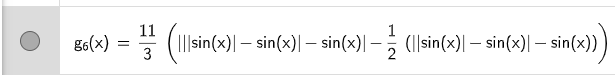 g₆(x) = 11/3 (|||sin(x)| – sin(x)| – sin(x)| – 1/2 (||sin(x)| – sin(x)| – sin(x)))